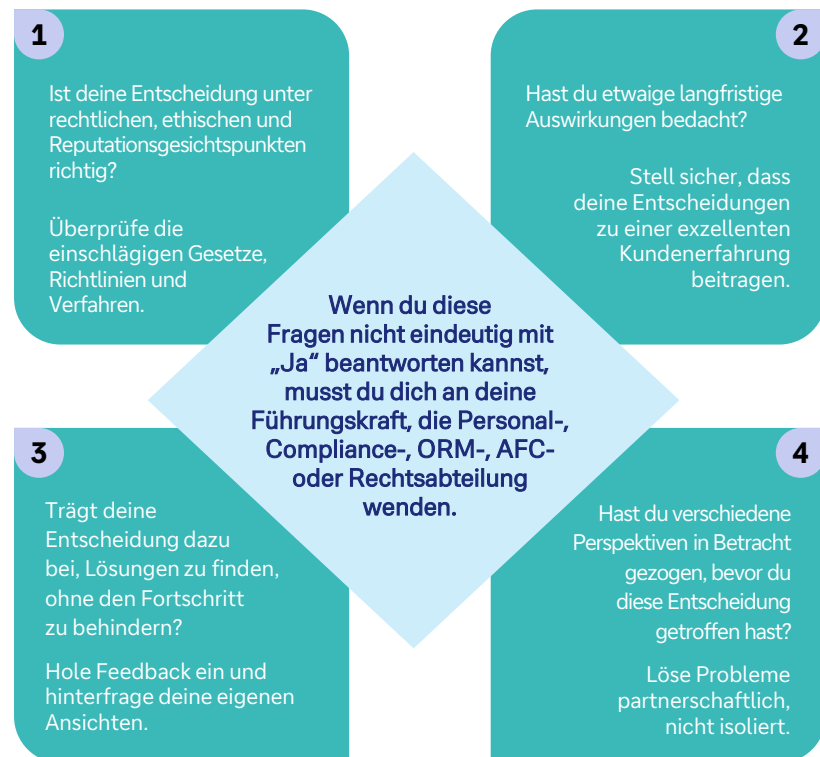 1
Ist deine Entscheidung unter
rechtlichen, ethischen und
Reputationsgesichtspunkten
richtig?
Überprüfe die
einschlägigen Gesetze,
Richtlinien und
Verfahren.
2
Hast du etwaige langfristige
Auswirkungen bedacht?
Stell sicher, dass
deine Entscheidungen
zu einer exzellenten
Kundenerfahrung
beitragen.
Wenn du diese
Fragen nicht eindeutig mit
„Ja“ beantworten kannst,
musst du dich an deine
Führungskraft, die Personal-,
Compliance-, ORM-, AFC-
oder Rechtsabteilung
wenden.
3
Trägt deine
Entscheidung dazu
bei, Lösungen zu finden,
ohne den Fortschritt
zu behindern?
Hole Feedback ein und
hinterfrage deine eigenen
Ansichten.
4
Hast du verschiedene
Perspektiven in Betracht
gezogen, bevor du
diese Entscheidung
getroffen hast?
Löse Probleme
partnerschaftlich,
nicht isoliert.